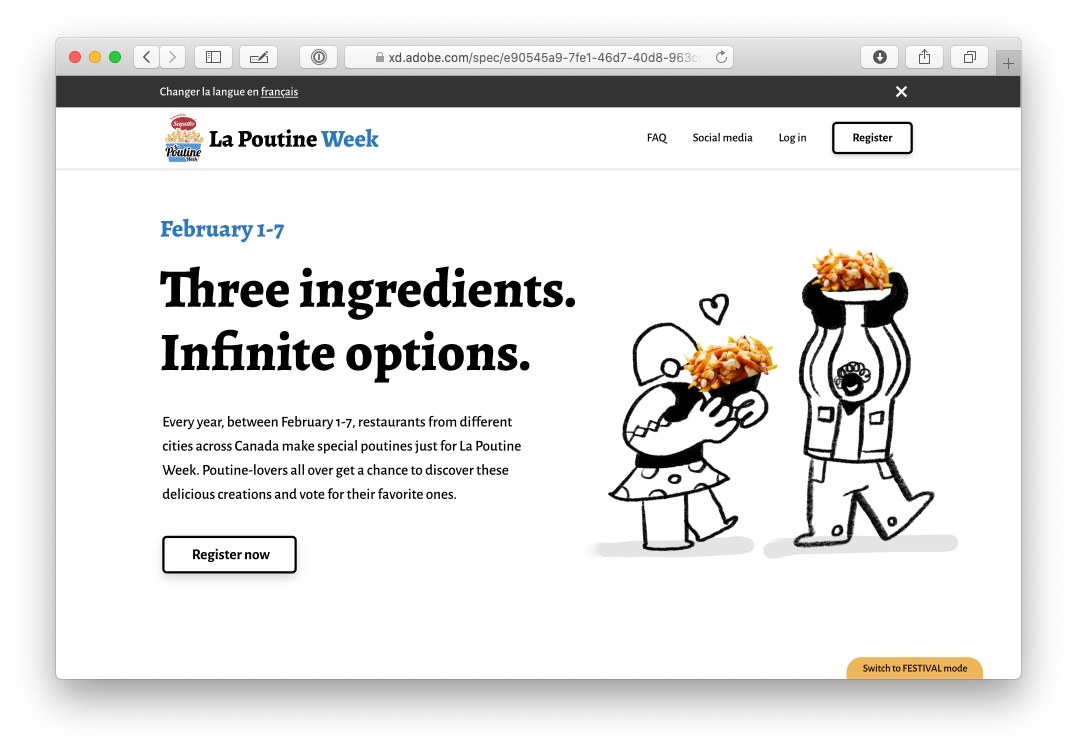 xd.adobe.com/spec/e90545a9-7fe1-46d7-40d8-963c
Changer la langue en français
Saputo
Poutine
Week
La Poutine Week
FAQ
Social media
Log in
Register
February 1-7
Three ingredients.
Infinite options.
Every year, between February 1-7, restaurants from different
cities across Canada make special poutines just for La Poutine
Week. Poutine-lovers all over get a chance to discover these
delicious creations and vote for their favorite ones.
Register now
Switch to FESTIVAL mode